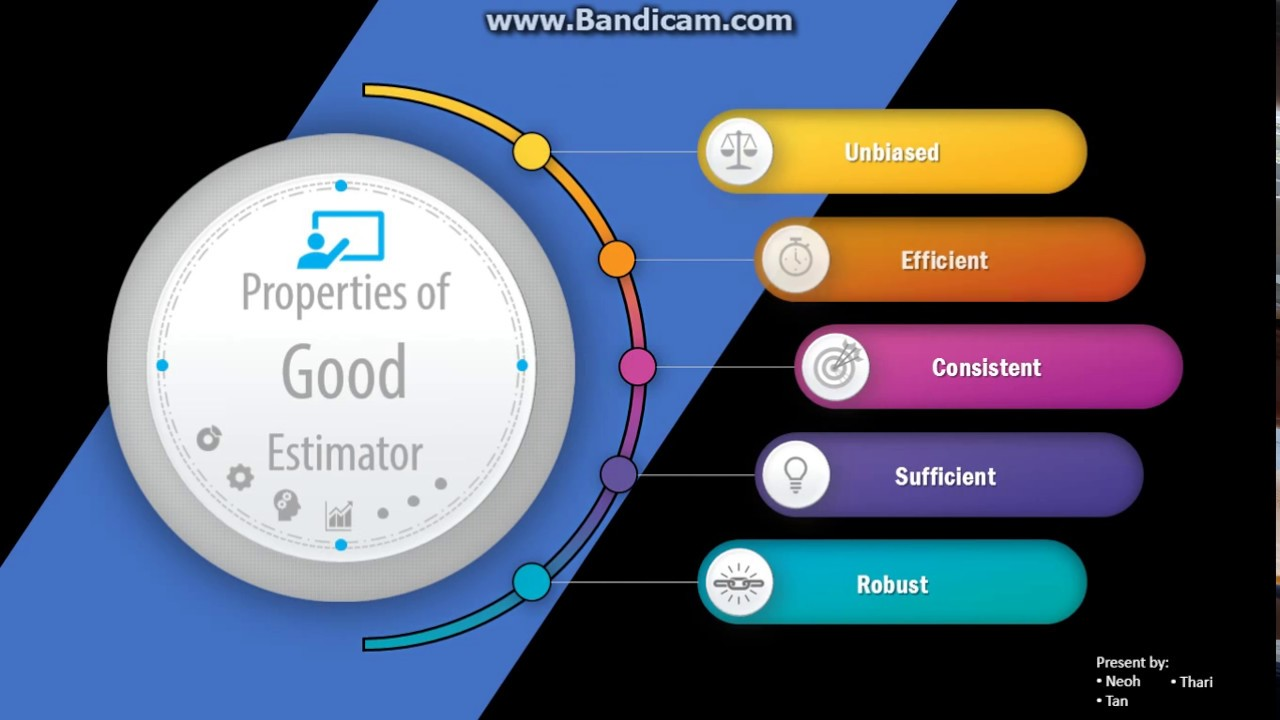 www.Bandicam.com
Properties of
Good
Estimator
Unbiased
Efficient
Consistent
Sufficient
Robust
Present by:
• Neoh • Thari
• Tan